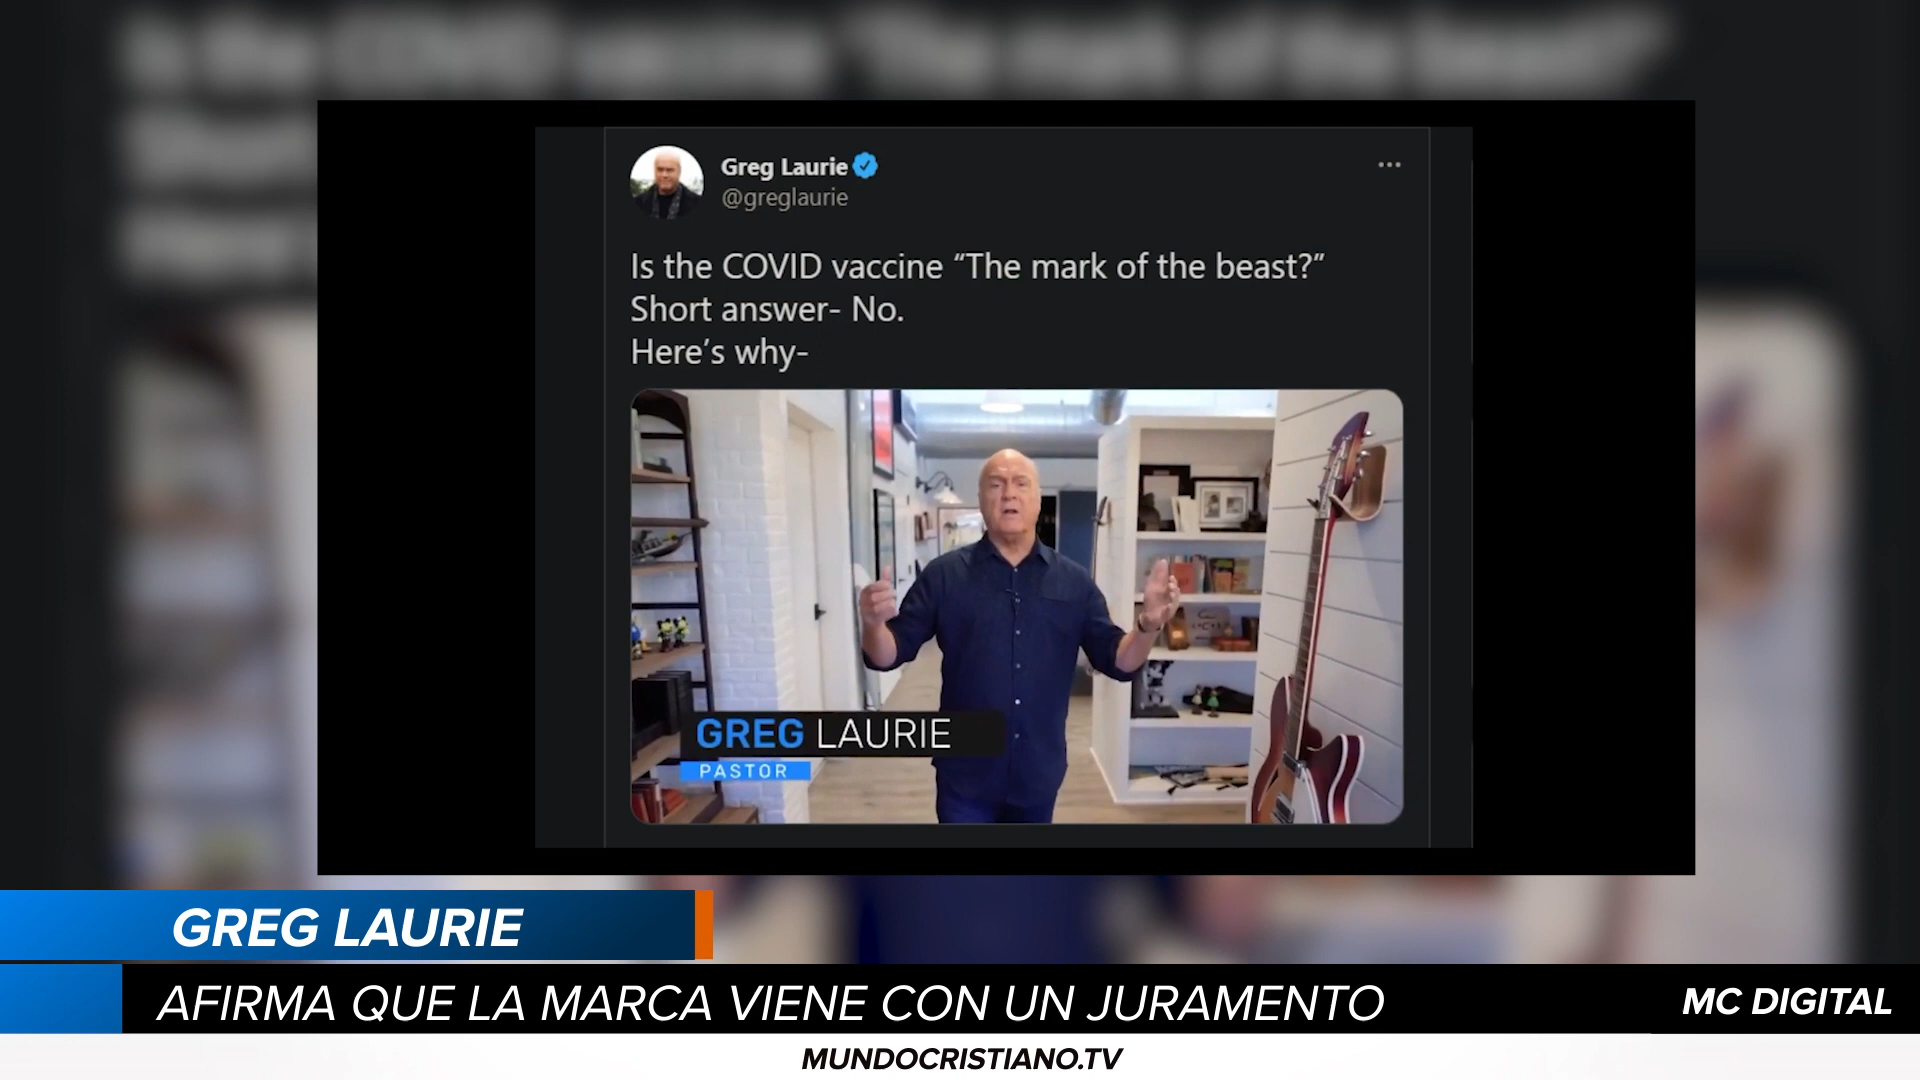 Greg Laurie
@greglaurie
Is the COVID vaccine “The mark of the beast?”
Short answer- No.
Here’s why-
GREG LAURIE
PASTOR
GREG LAURIE
AFIRMA QUE LA MARCA VIENE CON UN JURAMENTO
MC DIGITAL
MUNDOCRISTIANO.TV